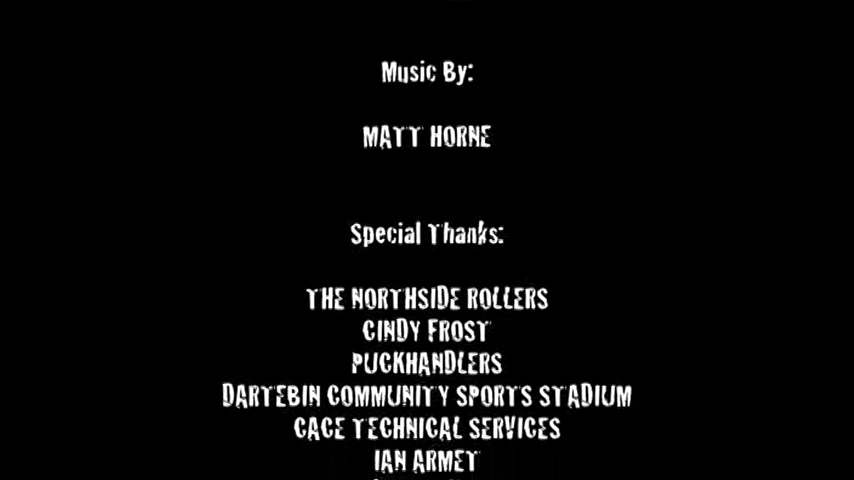 Music By:
MATT HORNE
Special Thanks:
THE NORTHSIDE ROLLERS
CINDY FROST
PUCKHANDLERS
DARTEBIN COMMUNITY SPORTS STADIUM
CACE TECHNICAL SERVICES
IAN ARMET